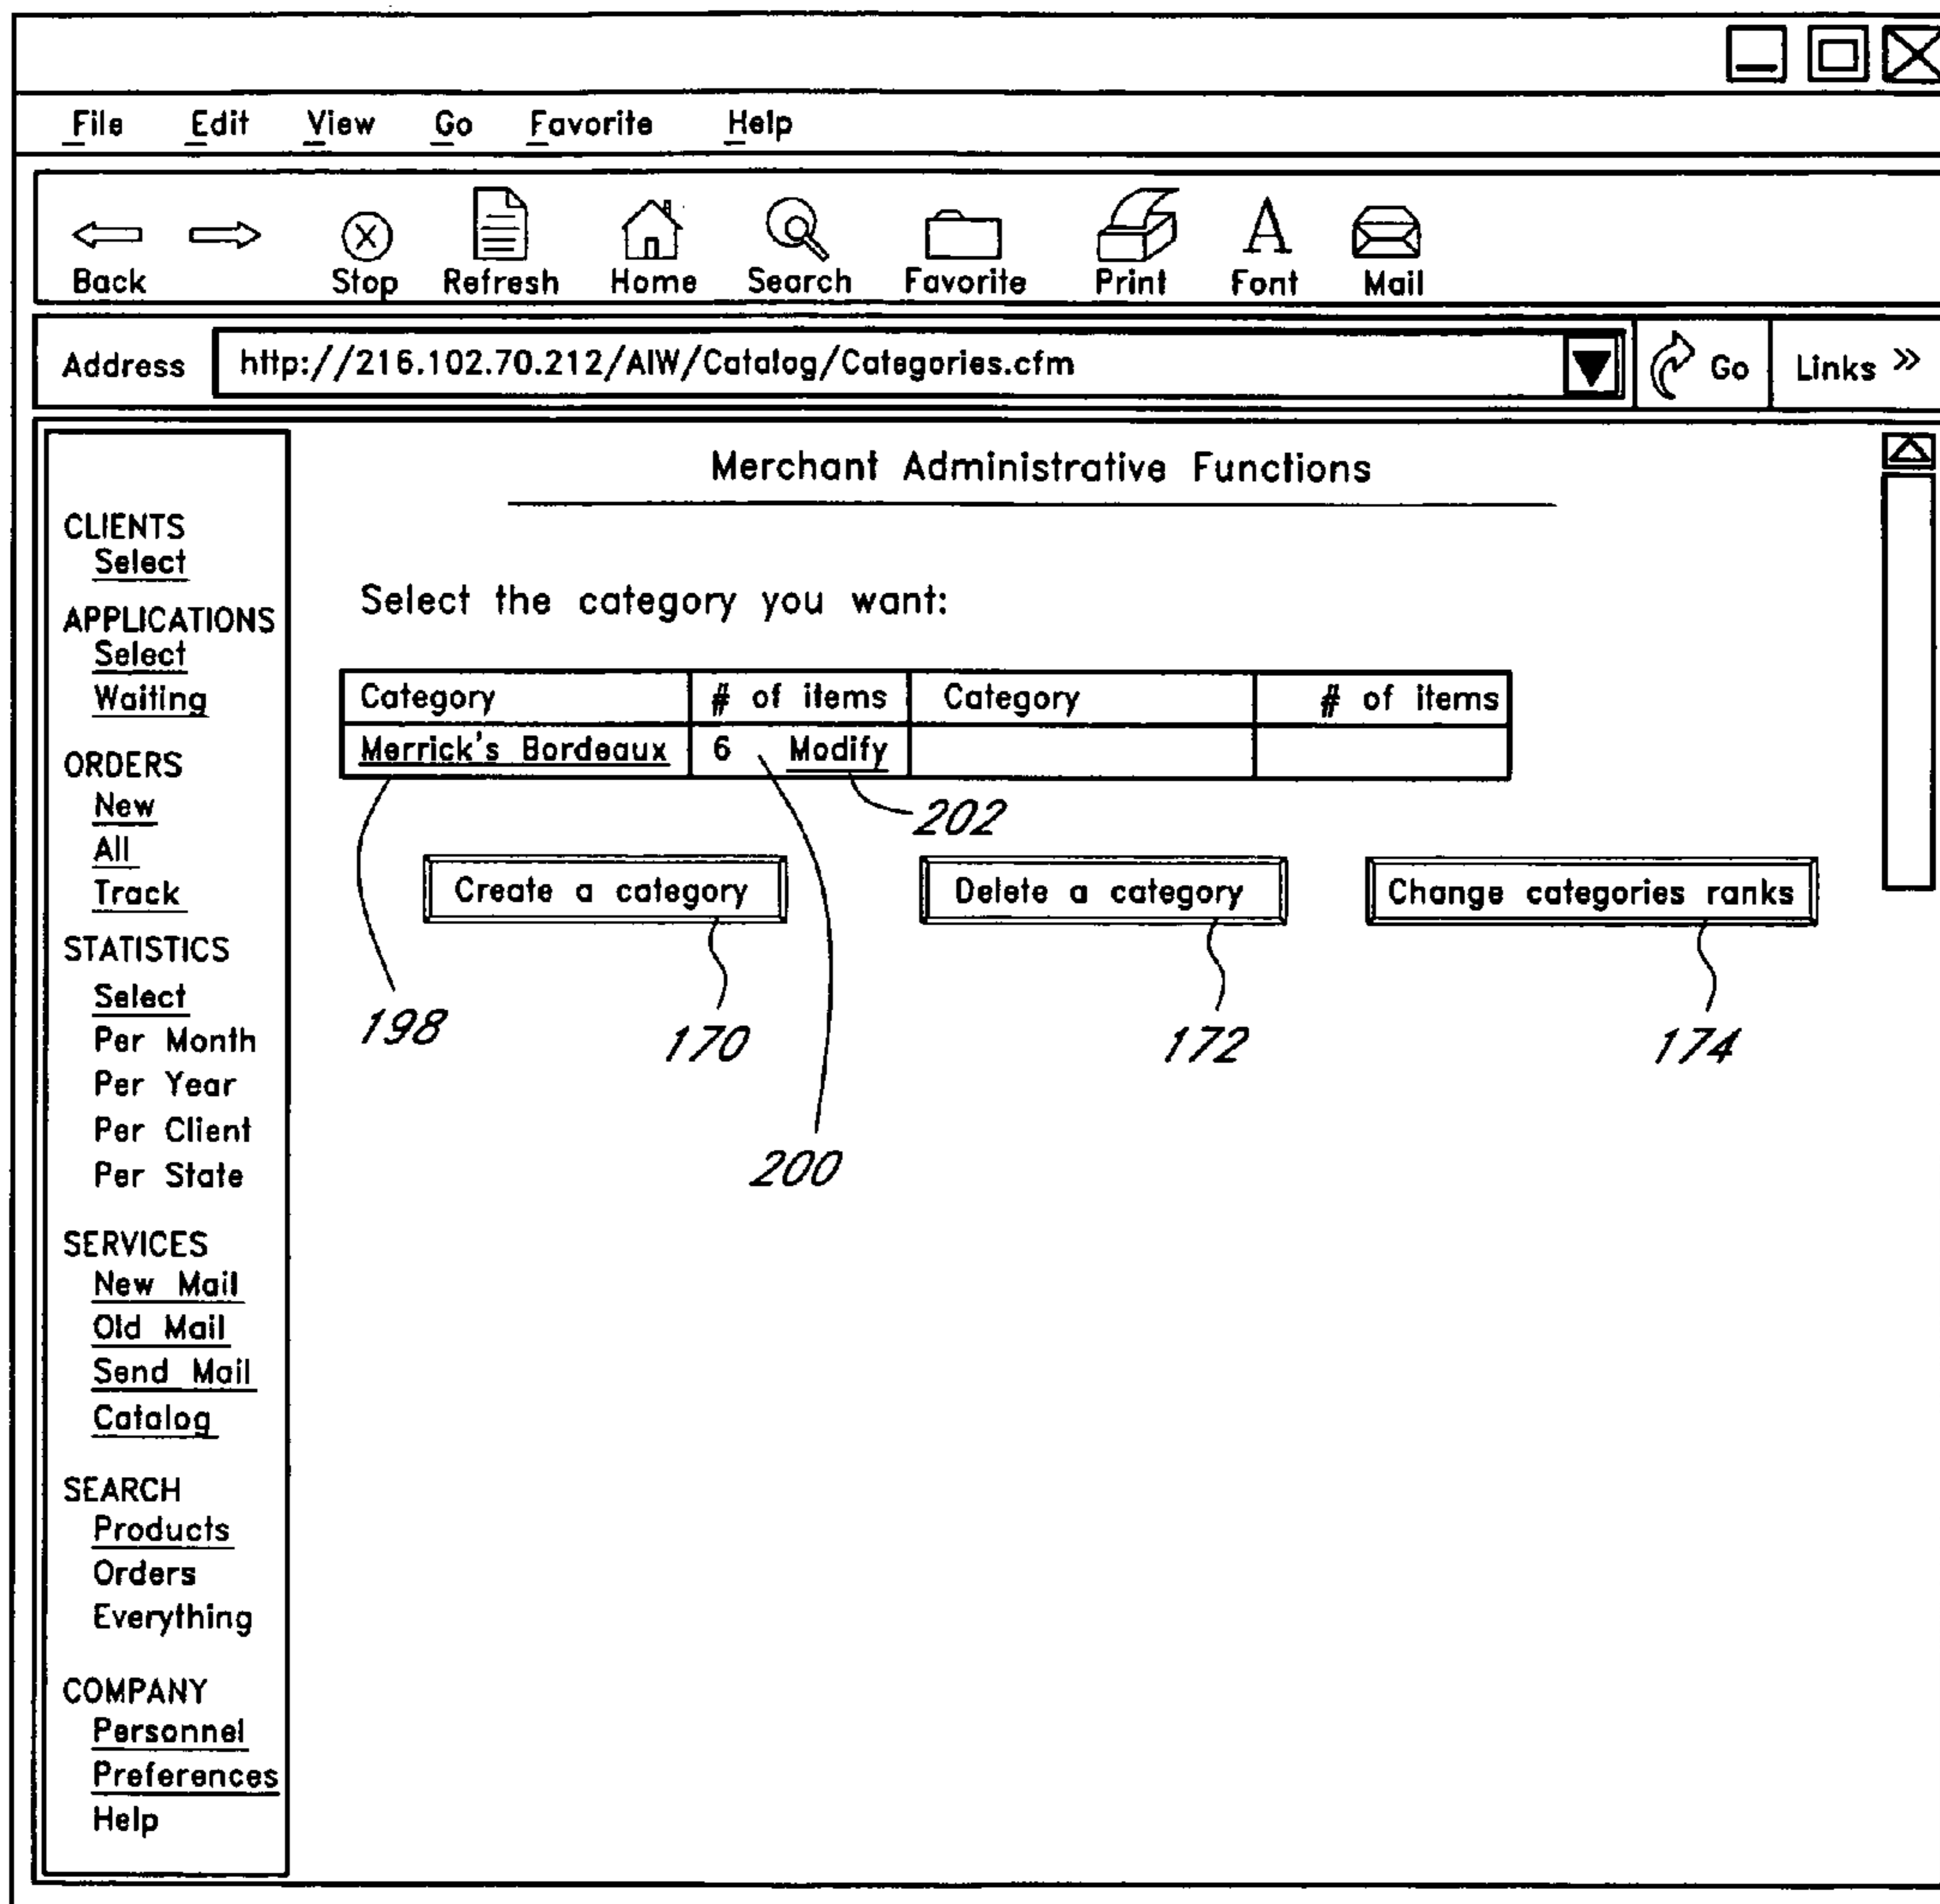 File Edit View Go Favorite Help
Back Stop Refresh Home Search Favorite Print Font Mail
Address http://216.102.70.212/AIW/Catalog/Categories.cfm Go Links »
Merchant Administrative Functions
CLIENTS
Select
APPLICATIONS
Select
Waiting
ORDERS
New
All
Track
STATISTICS
Select
Per Month
Per Year
Per Client
Per State
SERVICES
New Mail
Old Mail
Send Mail
Catalog
SEARCH
Products
Orders
Everything
COMPANY
Personnel
Preferences
Help
Select the category you want:
Category # of items Category # of items
Merrick's Bordeaux 6 Modify
202
Create a category Delete a category Change categories ranks
198 170 172 174
200